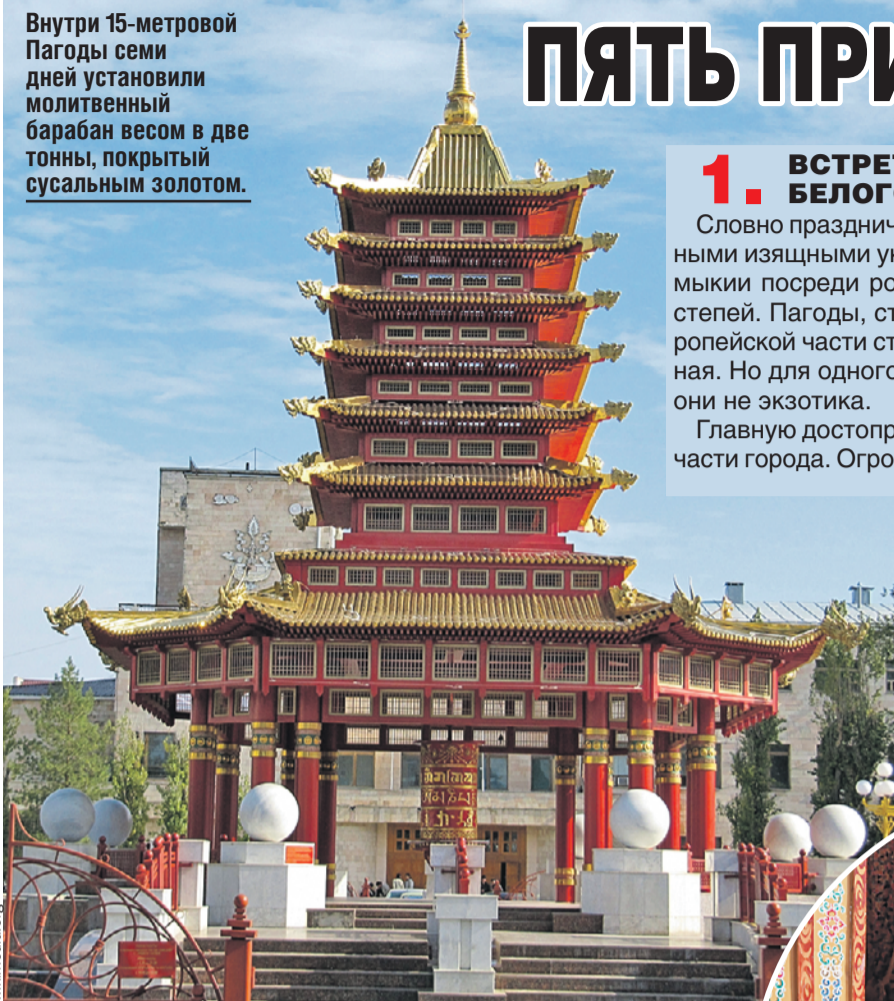 Внутри 15-метровой
Пагоды семи
дней установили
молитвенный
барабан весом в две
тонны, покрытый
сусальным золотом.
ПЯТЬ ПРИ
1. ВСТРЕТ
БЕЛОГ
Словно празднич
ными изящными ук
мыкии посреди ро
степей. Пагоды, ст
ропейской части ст
ная. Но для одного
они не экзотика.
Главную достопр
части города. Огро